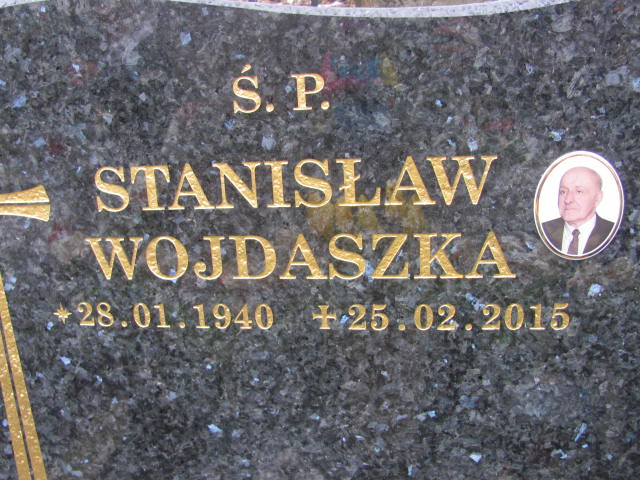 Ś. P.
STANISŁAW
WOJDASZKA
*28.01.1940 ✝25.02.2015